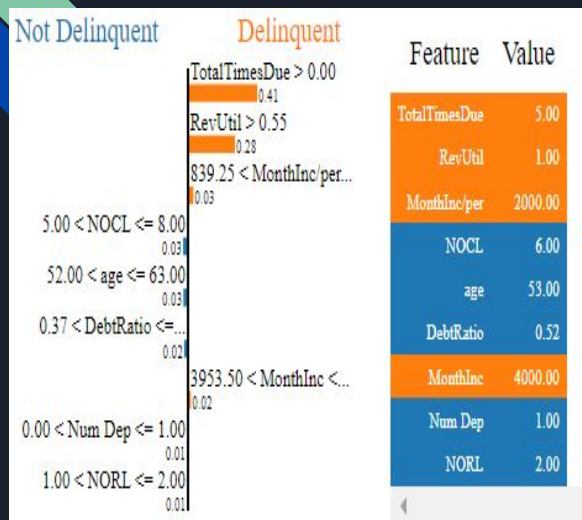 Not Delinquent
Delinquent
TotalTimesDue > 0.00
0.41
RevUtil > 0.55
0.28
839.25 < MonthInc/per...
0.03
5.00 < NOCL <= 8.00
0.03
52.00 < age <= 63.00
0.03
0.37 < DebtRatio <=...
0.02
3953.50 < MonthInc <...
0.02
0.00 < Num Dep <= 1.00
0.01
1.00 < NORL <= 2.00
0.01
Feature Value
TotalTimesDue 5.00
RevUtil 1.00
MonthInc/per 2000.00
NOCL 6.00
age 53.00
DebtRatio 0.52
MonthInc 4000.00
Num Dep 1.00
NORL 2.00